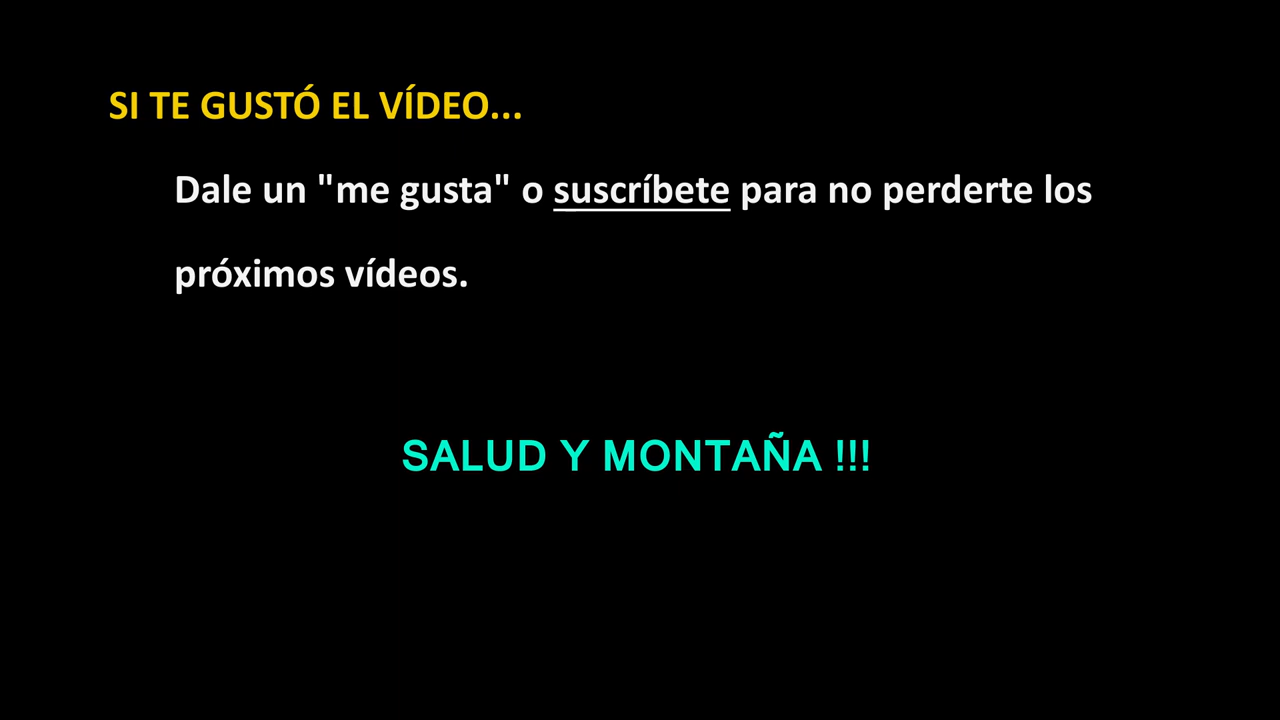 SI TE GUSTÓ EL VÍDEO...
Dale un "me gusta" o suscríbete para no perderte los
próximos vídeos.
SALUD Y MONTAÑA !!!